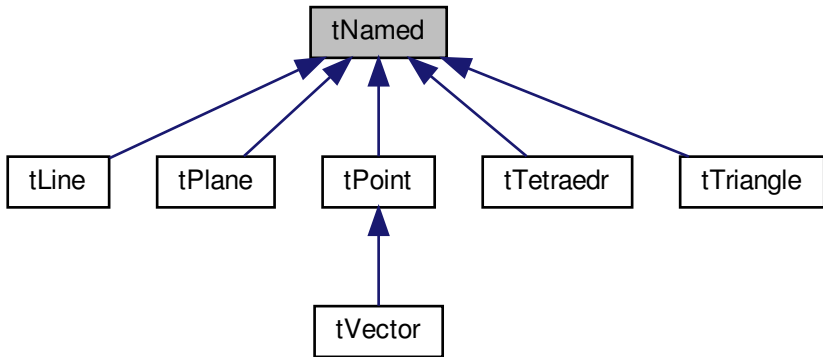 tNamed
tLine
tPlane
tPoint
tTetraedr
tTriangle
tVector